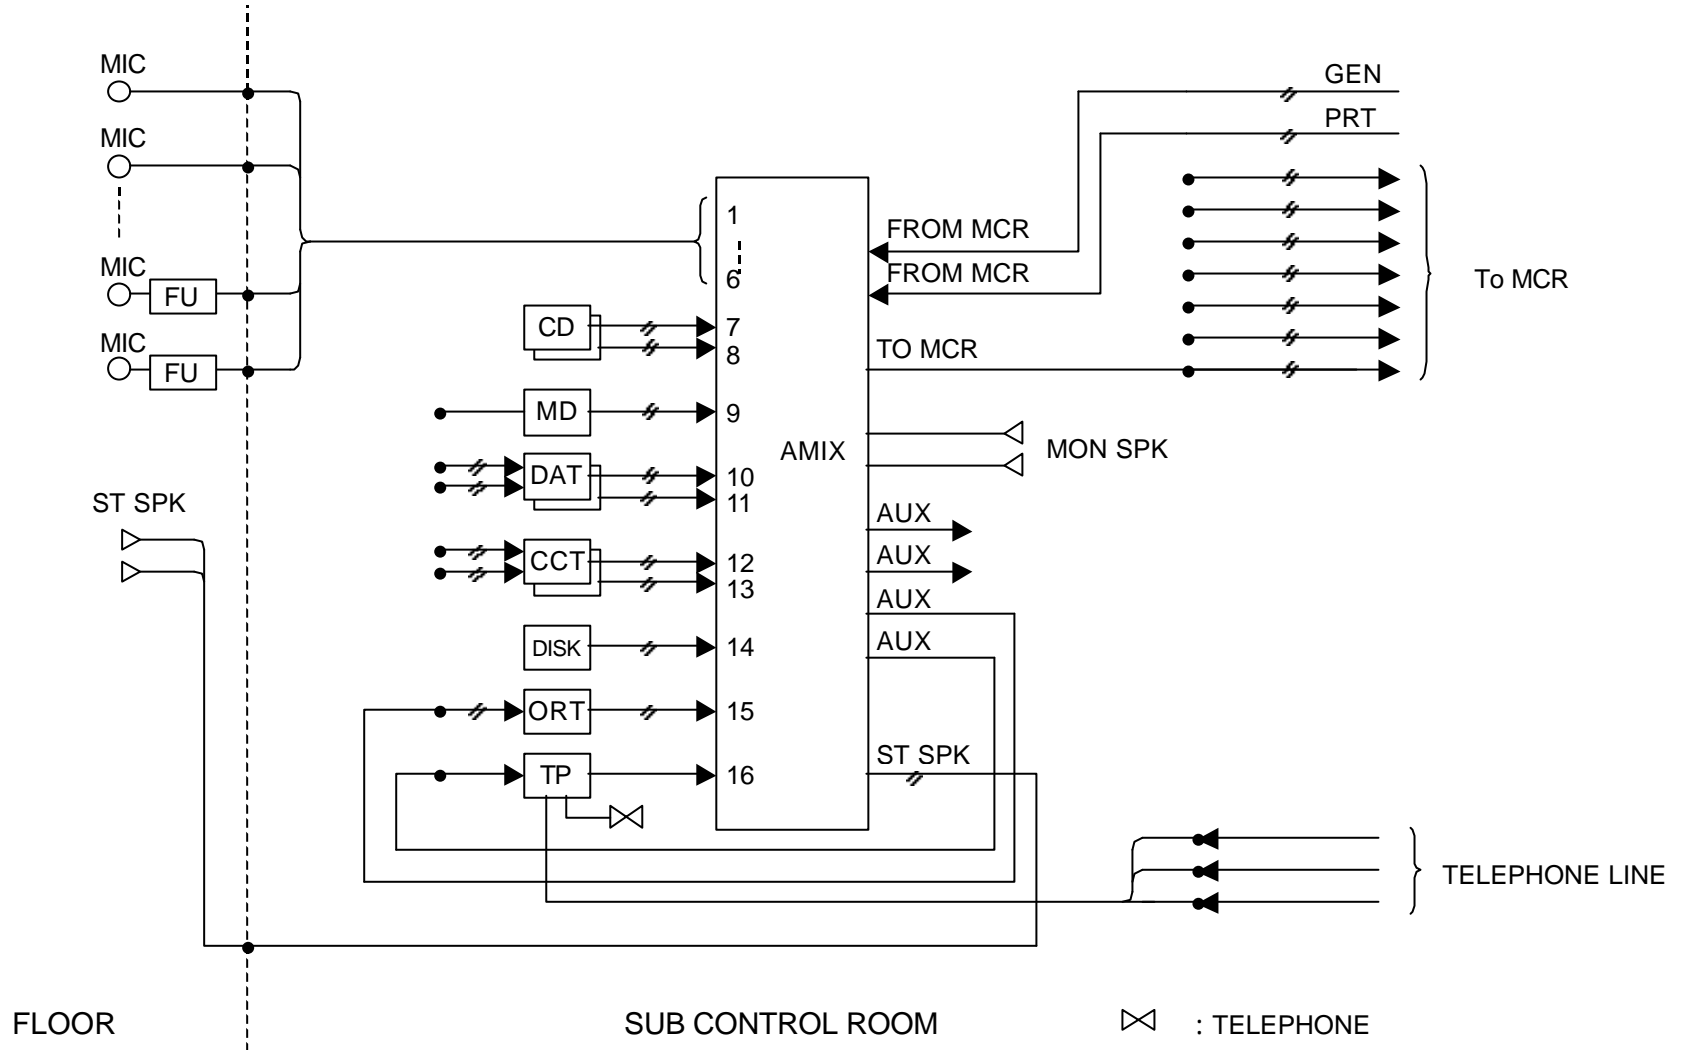 MIC
MIC
MIC
FU
MIC
FU
ST SPK
CD
MD
DAT
CCT
DISK
ORT
TP
1
6
7
8
9
10
11
12
13
14
15
16
AMIX
GEN
PRT
FROM MCR
FROM MCR
To MCR
TO MCR
MON SPK
AUX
AUX
AUX
AUX
ST SPK
TELEPHONE LINE
FLOOR
SUB CONTROL ROOM
: TELEPHONE